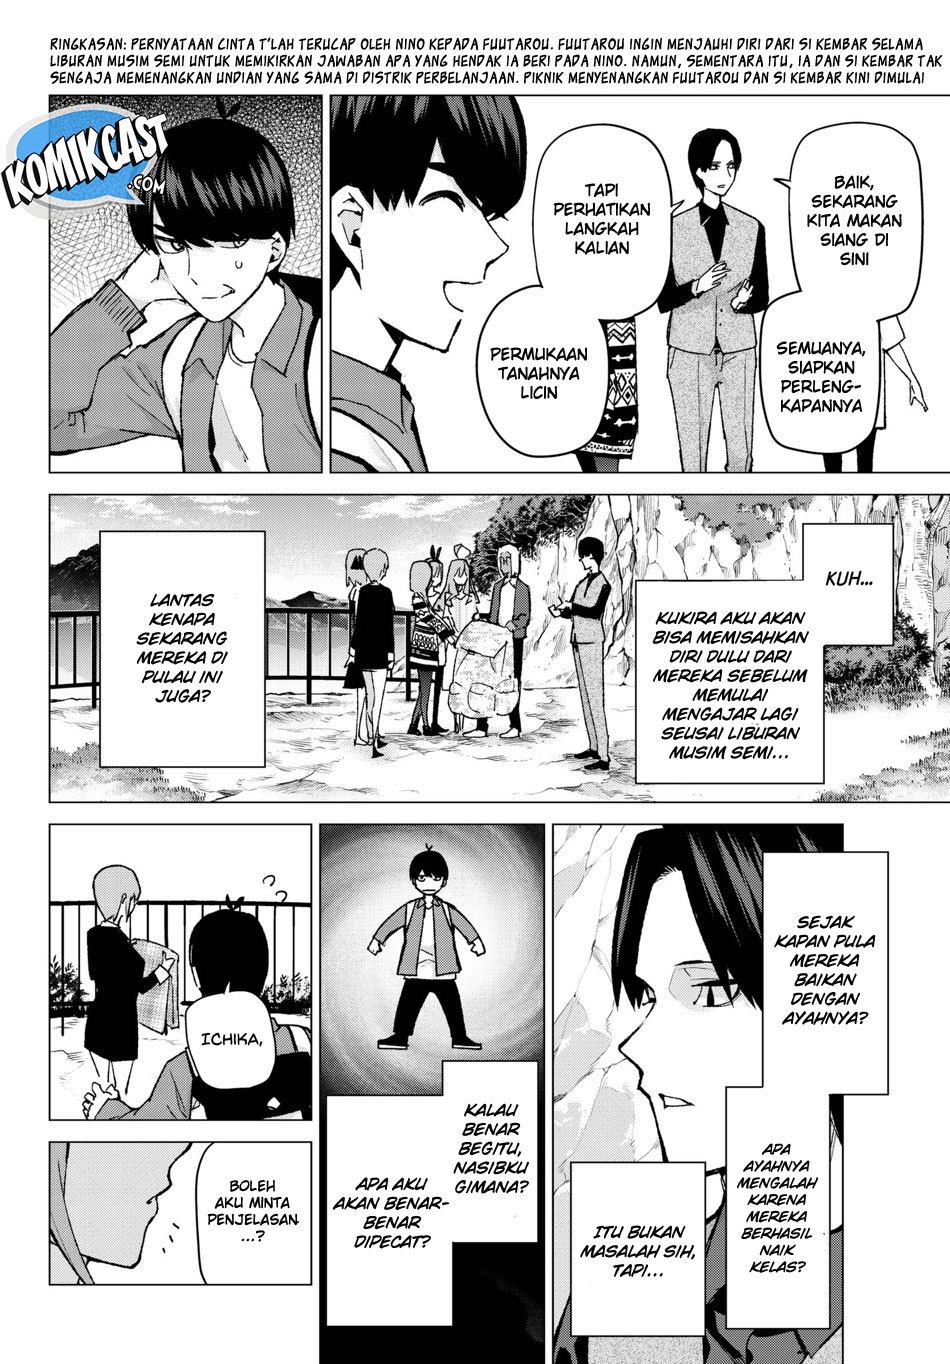 RINGKASAN: PERNYATAAN CINTA T'LAH TERUCAP OLEH NINO KEPADA FUUTAROU. FUUTAROU INGIN MENJAUHI DIRI DARI SI KEMBAR SELAMA
LIBURAN MUSIM SEMI UNTUK MEMIKIRKAN JAWABAN APA YANG HENDAK IA BERI PADA NINO. NAMUN, SEMENTARA ITU, IA DAN SI KEMBAR TAK
SENGAJA MEMENANGKAN UNDIAN YANG SAMA DI DISTRIK PERBELANJAAN. PIKNIK MENYENANGKAN FUUTAROU DAN SI KEMBAR KINI DIMULAI
KOMIKCAST
.COM
BAIK,
SEKARANG
KITA MAKAN
SIANG DI
SINI
SEMUANYA,
SIAPKAN
PERLENG-
KAPANNYA
TAPI
PERHATIKAN
LANGKAH
KALIAN
PERMUKAAN
TANAHNYA
LICIN
KUH...
KUKIRA AKU AKAN
BISA MEMISAHKAN
DIRI DULU DARI
MEREKA SEBELUM
MEMULAI
MENGAJAR LAGI
SEUSAI LIBURAN
MUSIM SEMI...
LANTAS
KENAPA
SEKARANG
MEREKA DI
PULAU INI
JUGA?
SEJAK
KAPAN PULA
MEREKA
BAIKAN
DENGAN
AYAHNYA?
APA
AYAHNYA
MENGALAH
KARENA
MEREKA
BERHASIL
NAIK
KELAS?
ITU BUKAN
MASALAH SIH,
TAPI...
KALAU
BENAR
BEGITU,
NASIBKU
GIMANA?
APA AKU
AKAN BENAR-
BENAR
DIPECAT?
??
ICHIKA,
BOLEH
AKU MINTA
PENJELASAN
...?